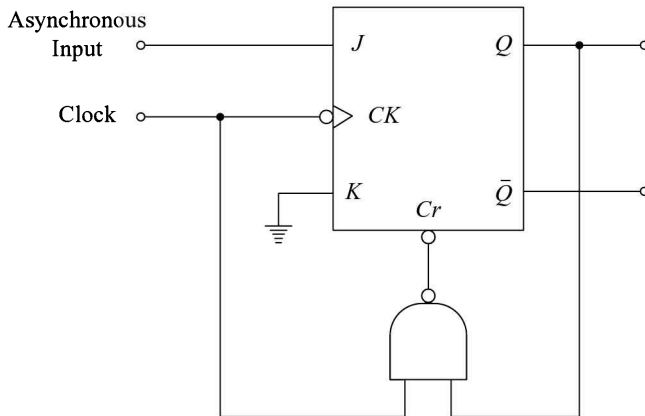 Asynchronous
Input
J
Q
Clock
CK
K
Cr
Q̄